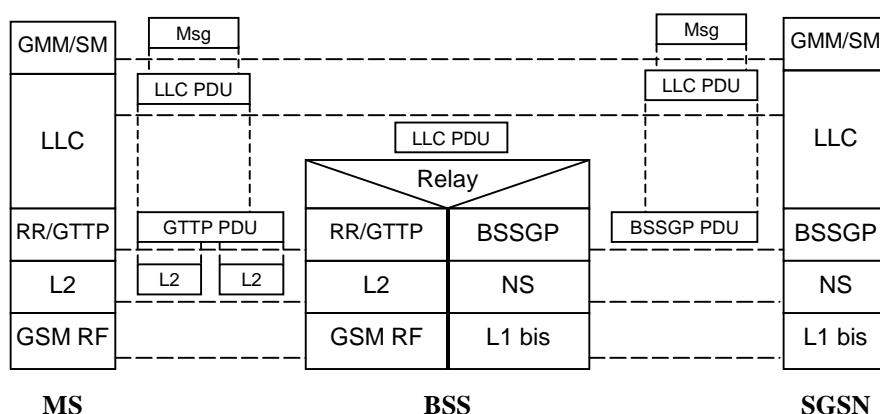 GMM/SM Msg Msg GMM/SM
LLC PDU LLC PDU
LLC LLC PDU LLC
Relay
RR/GTTP GTTP PDU RR/GTTP BSSGP BSSGP PDU BSSGP
L2 L2 L2 L2 NS NS
GSM RF GSM RF L1 bis L1 bis
MS BSS SGSN